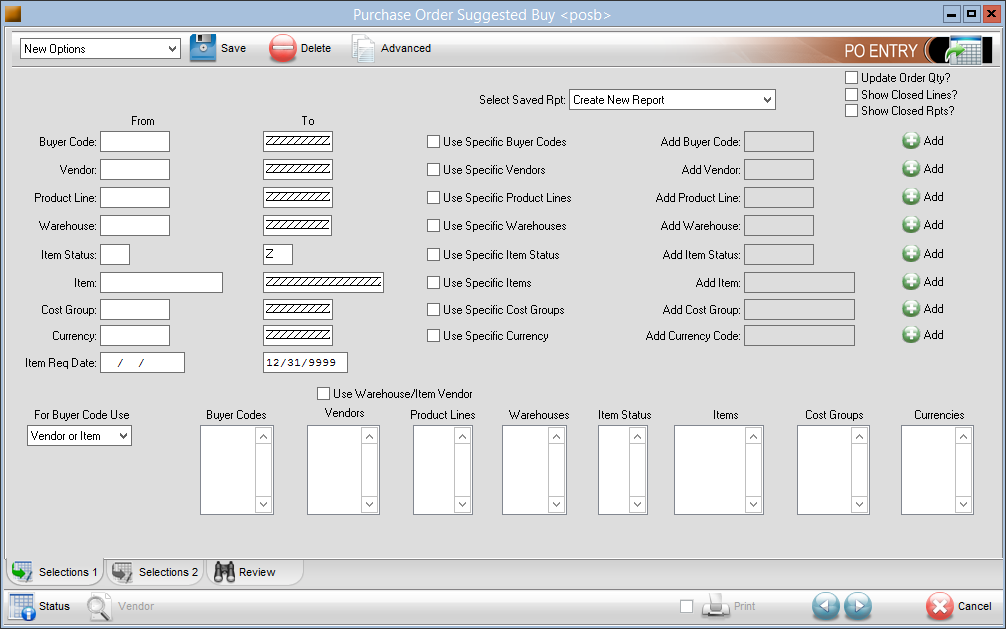 Purchase Order Suggested Buy <posb>
New Options Save Delete Advanced PO ENTRY
Update Order Qty?
Select Saved Rpt: Create New Report Show Closed Lines?
Show Closed Rpts?
From To
Buyer Code: ZZZZZZZ Use Specific Buyer Codes Add Buyer Code: Add
Vendor: ZZZZZZZ Use Specific Vendors Add Vendor: Add
Product Line: ZZZZZZZ Use Specific Product Lines Add Product Line: Add
Warehouse: ZZZZZZZ Use Specific Warehouses Add Warehouse: Add
Item Status: Z Use Specific Item Status Add Item Status: Add
Item: ZZZZZZZZZZZZZ Use Specific Items Add Item: Add
Cost Group: ZZZZZZZ Use Specific Cost Groups Add Cost Group: Add
Currency: ZZZZZZZ Use Specific Currency Add Currency Code: Add
Item Req Date: / / 12/31/9999
Use Warehouse/Item Vendor
For Buyer Code Use Buyer Codes Vendors Product Lines Warehouses Item Status Items Cost Groups Currencies
Vendor or Item
Selections 1 Selections 2 Review
Status Vendor Print Cancel